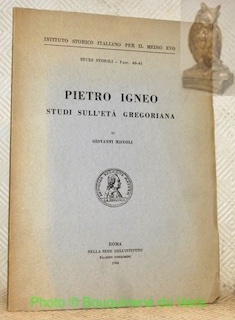 ISTITUTO STORICO ITALIANO PER IL MEDIO EVO
STUDI STORICI - Fasc. 40-41
PIETRO IGNEO
STUDI SULL'ETÀ GREGORIANA
DI
GIOVANNI MICCOLI
ROMA
NELLA SEDE DELL'ISTITUTO
PALAZZO BORROMINI
1960
Photo © Bouquinerie du Varis